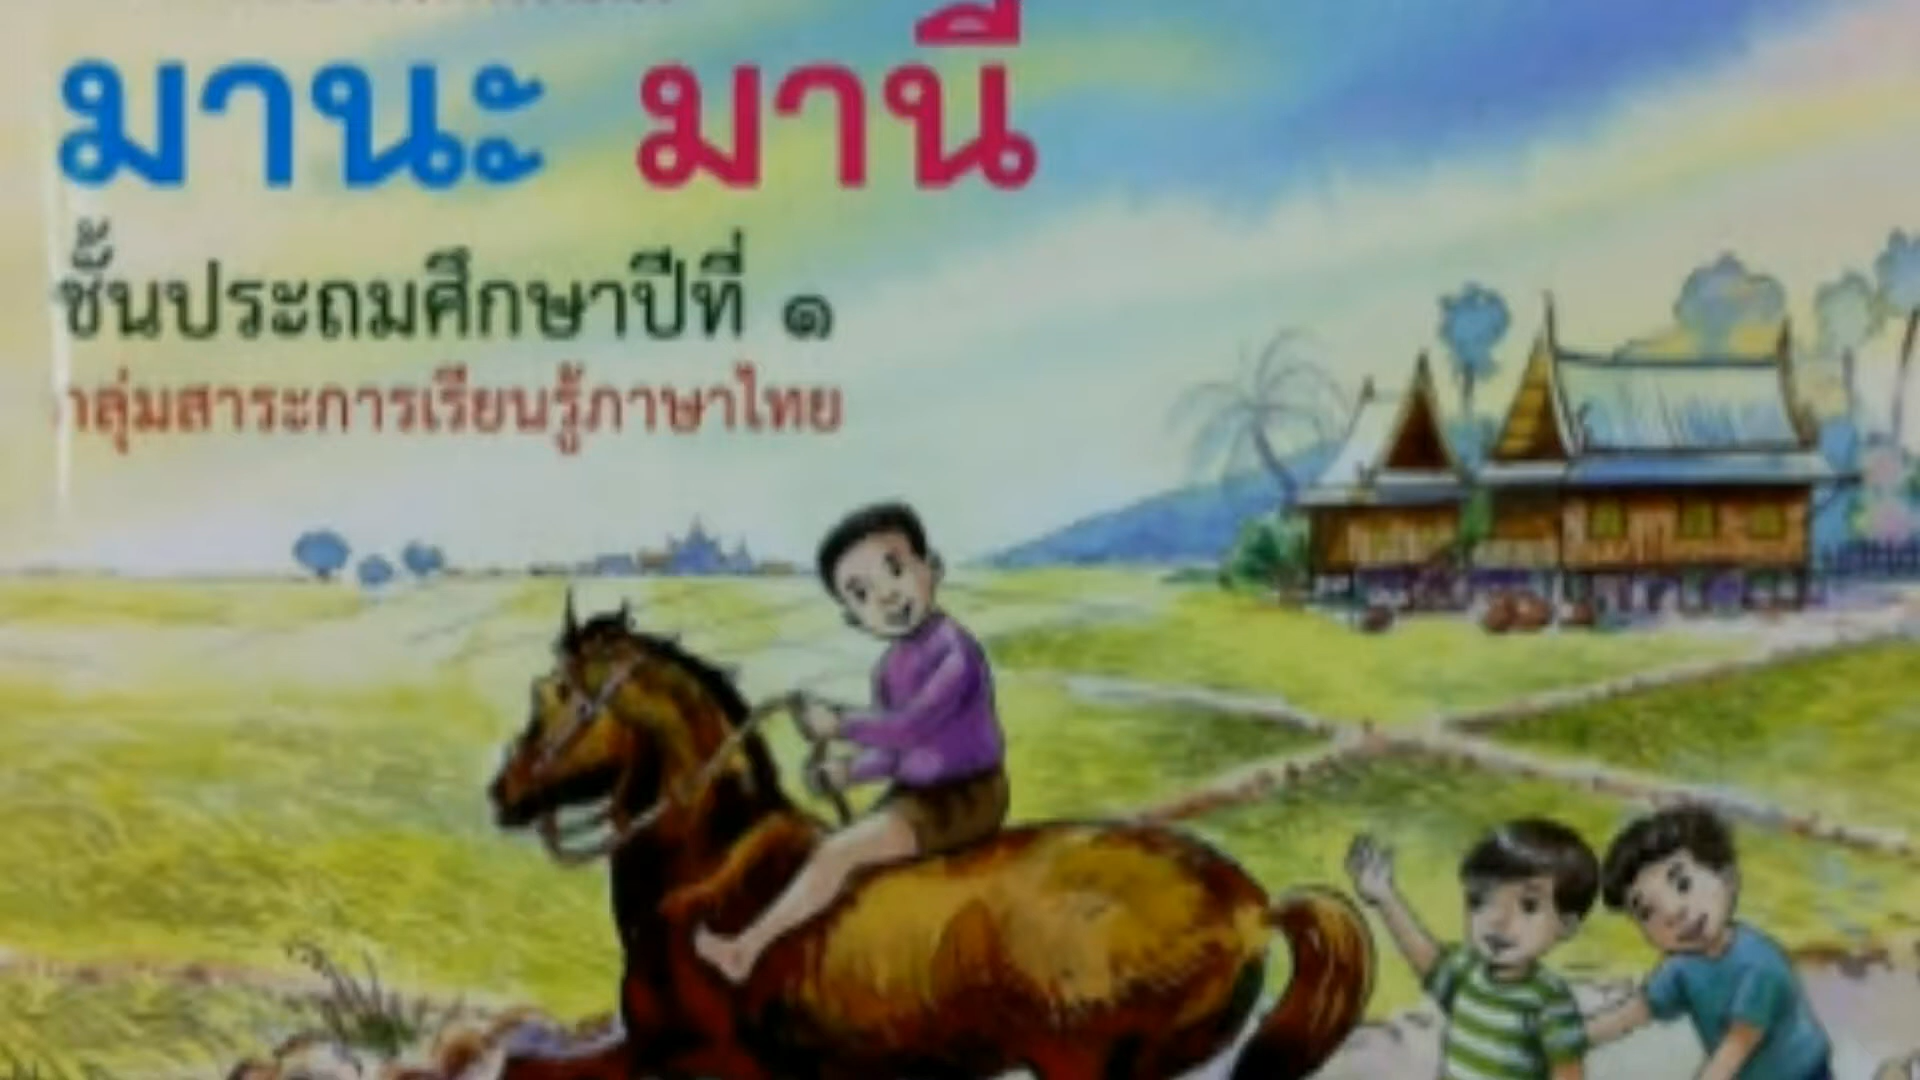 มานะ มานี
ชั้นประถมศึกษาปีที่ ๑
กลุ่มสาระการเรียนรู้ภาษาไทย